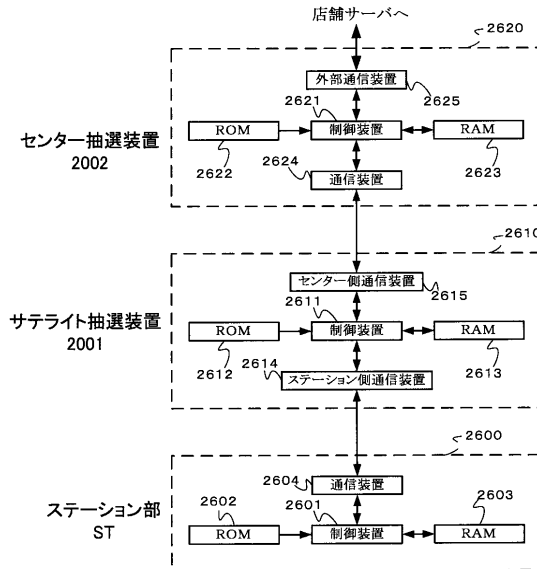 店舗サーバへ
2620
外部通信装置
2625
2621
センター抽選装置
2002
ROM
制御装置
RAM
2622
2624
2623
通信装置
2610
センター側通信装置
2615
2611
サテライト抽選装置
2001
ROM
制御装置
RAM
2612
2614
2613
ステーション側通信装置
2600
通信装置
2604
ステーション部
ST
2602
2601
2603
ROM
制御装置
RAM